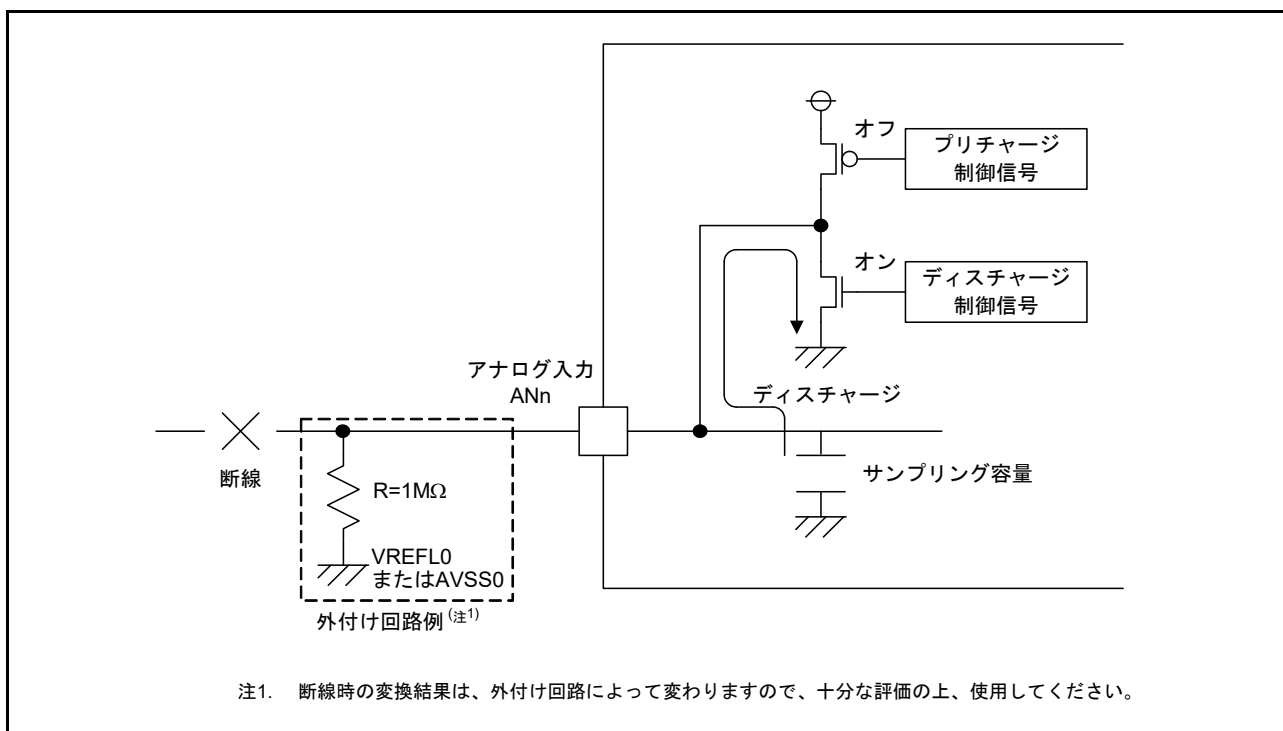 オフ
プリチャージ
制御信号
オン
ディスチャージ
制御信号
アナログ入力
ANn
ディスチャージ
断線
R=1MΩ
サンプリング容量
VREFL0
またはAVSS0
外付け回路例 (注1)
注1. 断線時の変換結果は、外付け回路によって変わりますので、十分な評価の上、使用してください。